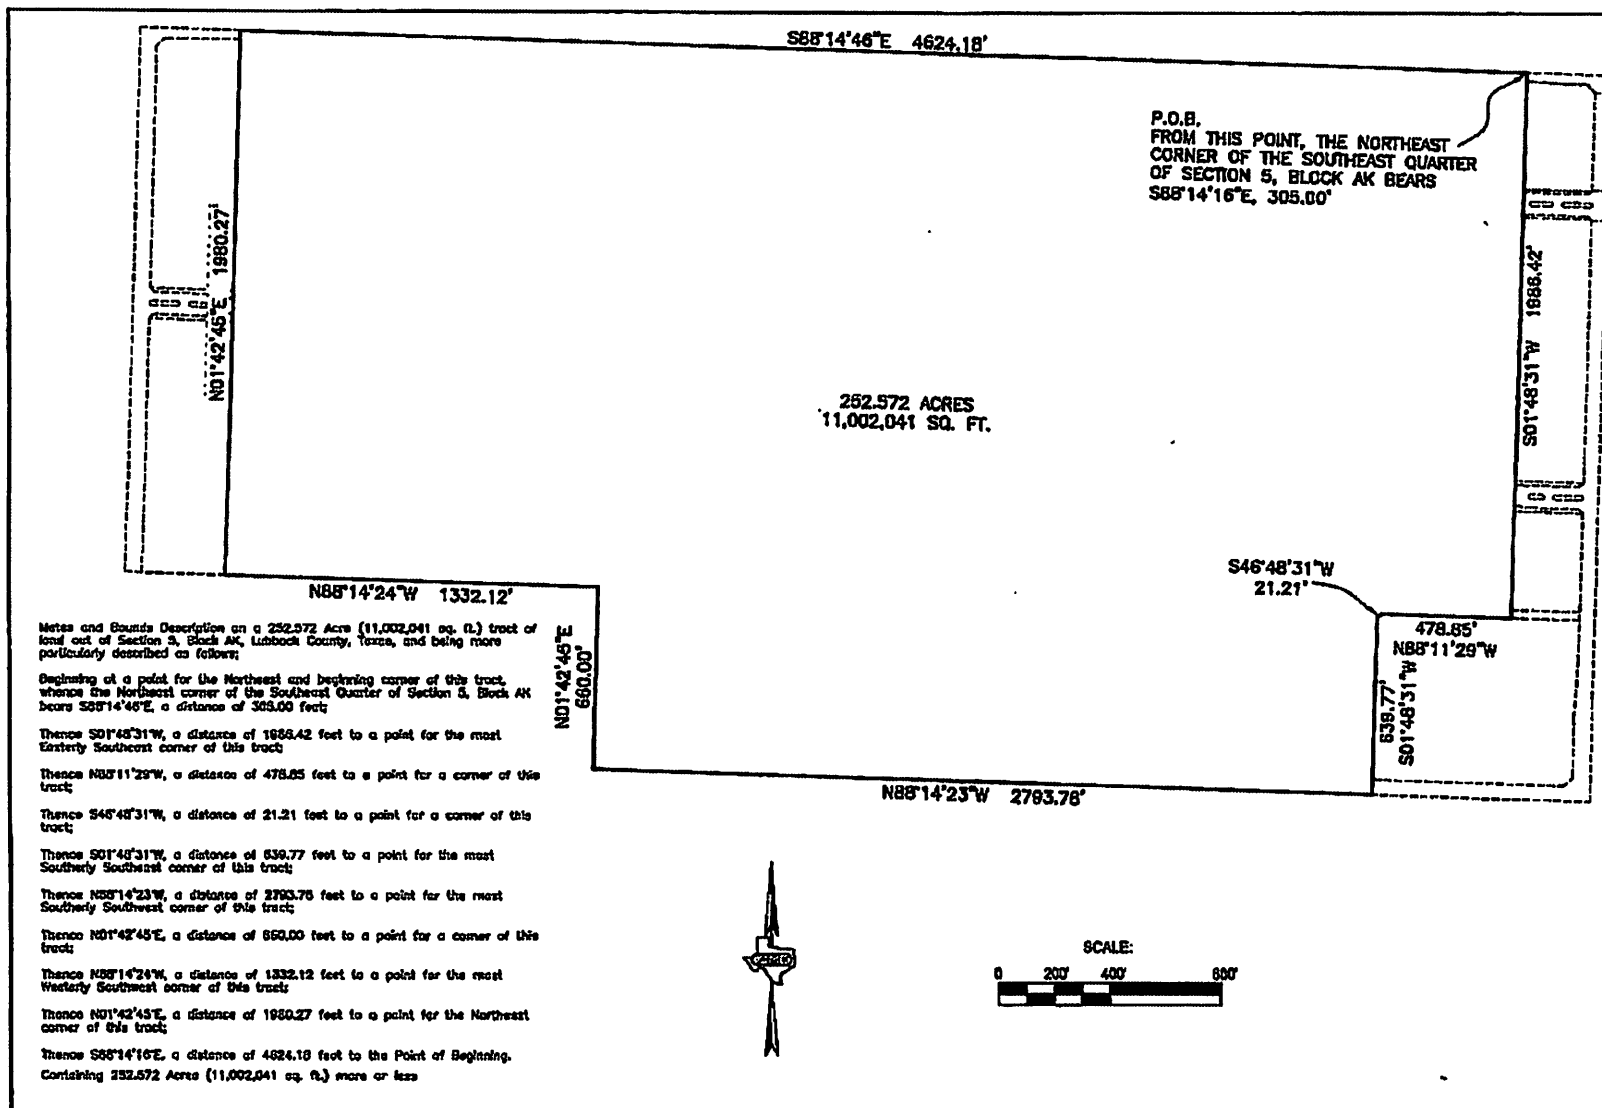 S88°14'46"E 4624.18'
P.O.B.
FROM THIS POINT, THE NORTHEAST
CORNER OF THE SOUTHEAST QUARTER
OF SECTION 5, BLOCK AK BEARS
S88°14'16"E, 305.00'
N01°42'45"E 1980.27'
S01°48'31"W 1986.42'
252.572 ACRES
11,002,041 SQ. FT.
S46°48'31"W
21.21'
N88°14'24"W 1332.12'
478.85'
N88°11'29"W
N01°42'45"E
660.00'
639.77'
S01°48'31"W
N88°14'23"W 2793.76'
Metes and Bounds Description on a 252.572 Acre (11,002,041 sq. ft.) tract of
land out of Section 5, Block AK, Lubbock County, Texas, and being more
particularly described as follows;
Beginning at a point for the Northeast and beginning corner of this tract,
whence the Northeast corner of the Southeast Quarter of Section 5, Block AK
bears S88°14'46"E, a distance of 305.00 feet;
Thence S01°48'31"W, a distance of 1986.42 feet to a point for the most
Easterly Southeast corner of this tract;
Thence N88°11'29"W, a distance of 478.85 feet to a point for a corner of this
tract;
Thence S46°48'31"W, a distance of 21.21 feet to a point for a corner of this
tract;
Thence S01°48'31"W, a distance of 639.77 feet to a point for the most
Southerly Southeast corner of this tract;
Thence N88°14'23"W, a distance of 2793.76 feet to a point for the most
Southerly Southwest corner of this tract;
Thence N01°42'45"E, a distance of 660.00 feet to a point for a corner of this
tract;
Thence N88°14'24"W, a distance of 1332.12 feet to a point for the most
Westerly Southwest corner of this tract;
Thence N01°42'45"E, a distance of 1980.27 feet to a point for the Northwest
corner of this tract;
Thence S88°14'16"E, a distance of 4624.18 feet to the Point of Beginning.
Containing 252.572 Acres (11,002,041 sq. ft.) more or less
SCALE:
0 200' 400' 800'